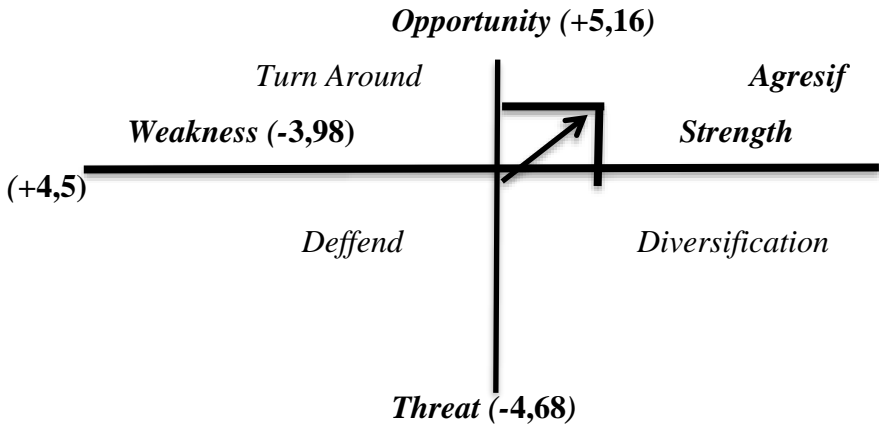 Opportunity (+5,16)
Turn Around Agresif
Weakness (-3,98) Strength
(+4,5)
Deffend Diversification
Threat (-4,68)